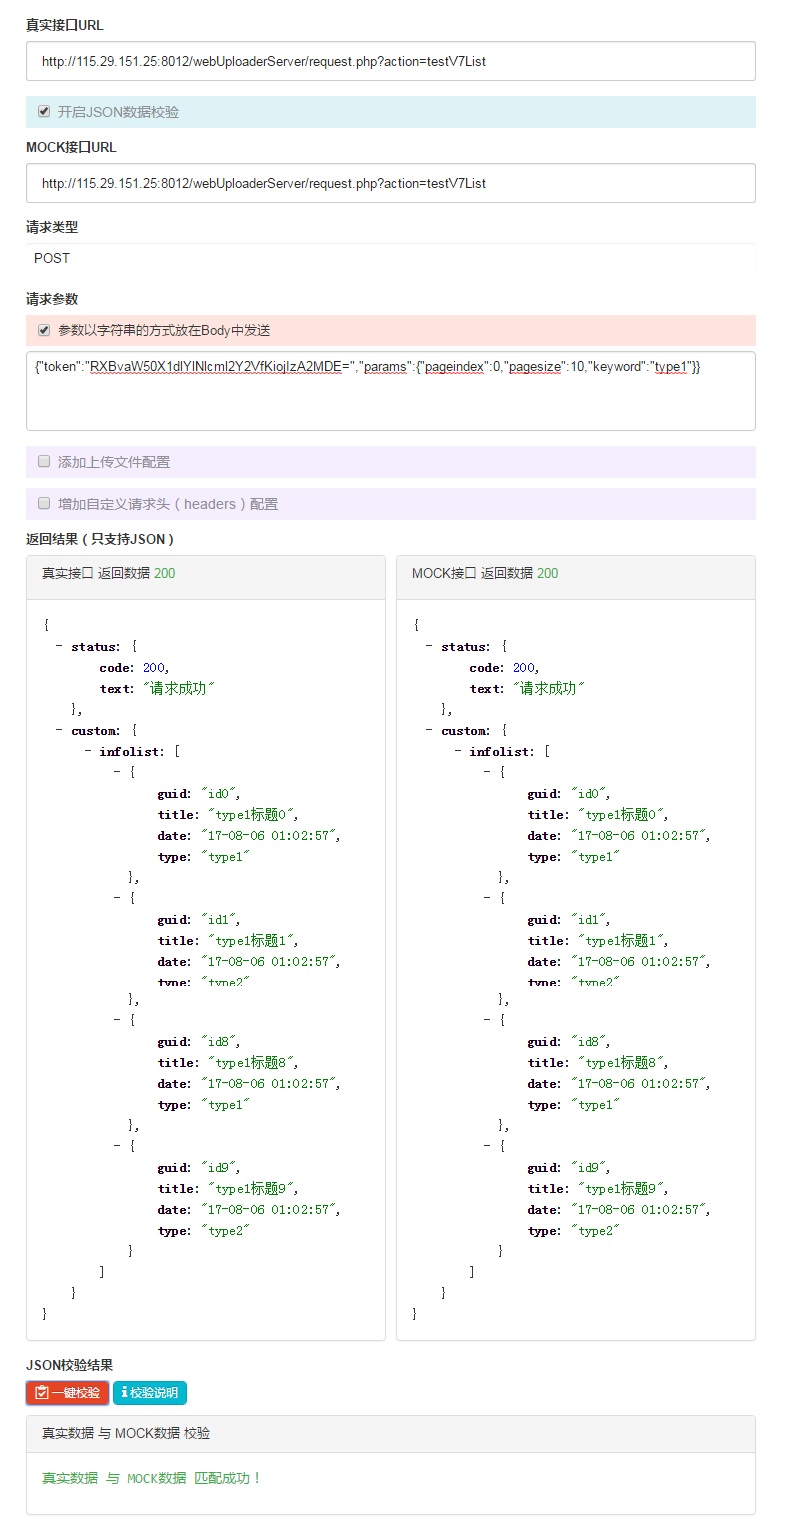 真实接口URL
http://115.29.151.25:8012/webUploaderServer/request.php?action=testV7List
开启JSON数据校验
MOCK接口URL
http://115.29.151.25:8012/webUploaderServer/request.php?action=testV7List
请求类型
POST
请求参数
参数以字符串的方式放在Body中发送
{"token":"RXBvaW50X1dlYlNlcml2Y2VfKiojIzA2MDE=","params":{"pageindex":0,"pagesize":10,"keyword":"type1"}}
添加上传文件配置
增加自定义请求头（headers）配置
返回结果（只支持JSON）
真实接口 返回数据 200
{
- status: {
code: 200,
text: "请求成功"
},
- custom: {
- infolist: [
- {
guid: "id0",
title: "type1标题0",
date: "17-08-06 01:02:57",
type: "type1"
},
- {
guid: "id1",
title: "type1标题1",
date: "17-08-06 01:02:57",
type: "type2"
},
- {
guid: "id8",
title: "type1标题8",
date: "17-08-06 01:02:57",
type: "type1"
},
- {
guid: "id9",
title: "type1标题9",
date: "17-08-06 01:02:57",
type: "type2"
}
]
}
}
MOCK接口 返回数据 200
{
- status: {
code: 200,
text: "请求成功"
},
- custom: {
- infolist: [
- {
guid: "id0",
title: "type1标题0",
date: "17-08-06 01:02:57",
type: "type1"
},
- {
guid: "id1",
title: "type1标题1",
date: "17-08-06 01:02:57",
type: "type2"
},
- {
guid: "id8",
title: "type1标题8",
date: "17-08-06 01:02:57",
type: "type1"
},
- {
guid: "id9",
title: "type1标题9",
date: "17-08-06 01:02:57",
type: "type2"
}
]
}
}
JSON校验结果
一键校验
校验说明
真实数据 与 MOCK数据 校验
真实数据 与 MOCK数据 匹配成功！